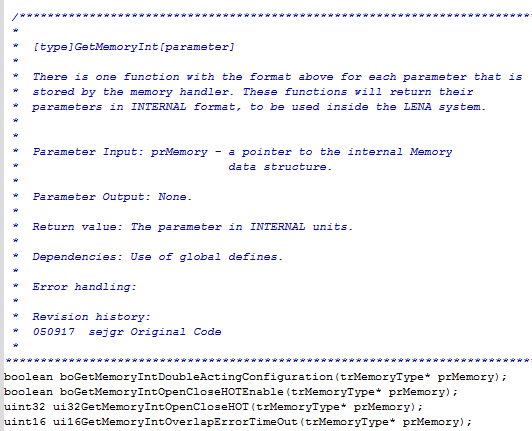 /**************************************************************************
*
* [type]GetMemoryInt[parameter]
*
* There is one function with the format above for each parameter that is
* stored by the memory handler. These functions will return their
* parameters in INTERNAL format, to be used inside the LENA system.
*
*
* Parameter Input: prMemory - a pointer to the internal Memory
* data structure.
*
* Parameter Output: None.
*
* Return value: The parameter in INTERNAL units.
*
* Dependencies: Use of global defines.
*
* Error handling:
*
* Revision history:
* 050917 sejgr Original Code
*
***************************************************************************
boolean boGetMemoryIntDoubleActingConfiguration(trMemoryType* prMemory);
boolean boGetMemoryIntOpenCloseHOTEnable(trMemoryType* prMemory);
uint32 ui32GetMemoryIntOpenCloseHOT(trMemoryType* prMemory);
uint16 ui16GetMemoryIntOverlapErrorTimeOut(trMemoryType* prMemory);